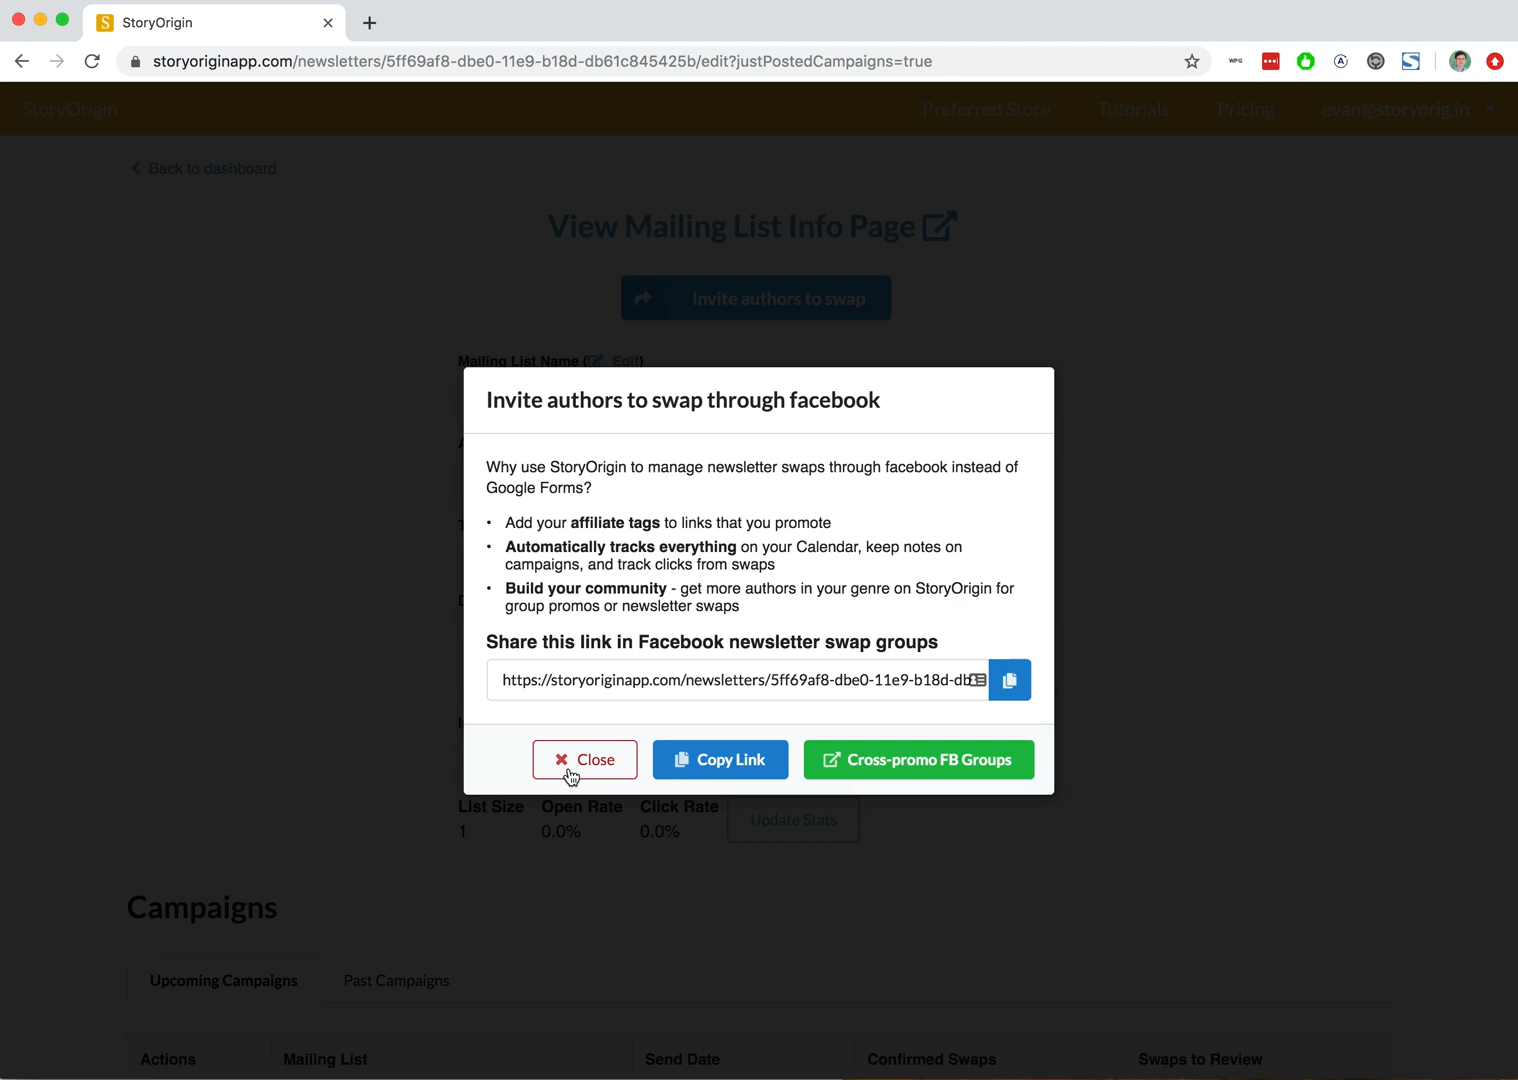 StoryOrigin
storyoriginapp.com/newsletters/5ff69af8-dbe0-11e9-b18d-db61c845425b/edit?justPostedCampaigns=true
WPG
StoryOrigin
Preferred Store
Tutorials
Pricing
evan@storyorig.in
Back to dashboard
View Mailing List Info Page
Invite authors to swap
Mailing List Name ( Edit)
Invite authors to swap through facebook
Why use StoryOrigin to manage newsletter swaps through facebook instead of
Google Forms?
• Add your affiliate tags to links that you promote
• Automatically tracks everything on your Calendar, keep notes on
campaigns, and track clicks from swaps
• Build your community - get more authors in your genre on StoryOrigin for
group promos or newsletter swaps
Share this link in Facebook newsletter swap groups
https://storyoriginapp.com/newsletters/5ff69af8-dbe0-11e9-b18d-db
Close
Copy Link
Cross-promo FB Groups
List Size Open Rate Click Rate
1 0.0% 0.0%
Update Stats
Campaigns
Upcoming Campaigns
Past Campaigns
Actions
Mailing List
Send Date
Confirmed Swaps
Swaps to Review